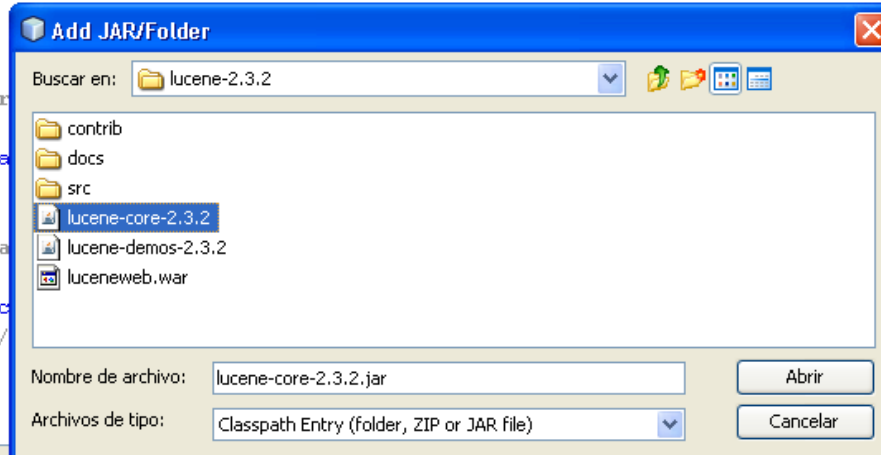 Add JAR/Folder
Buscar en: lucene-2.3.2
contrib
docs
src
lucene-core-2.3.2
lucene-demos-2.3.2
luceneweb.war
Nombre de archivo: lucene-core-2.3.2.jar Abrir
Archivos de tipo: Classpath Entry (folder, ZIP or JAR file) Cancelar